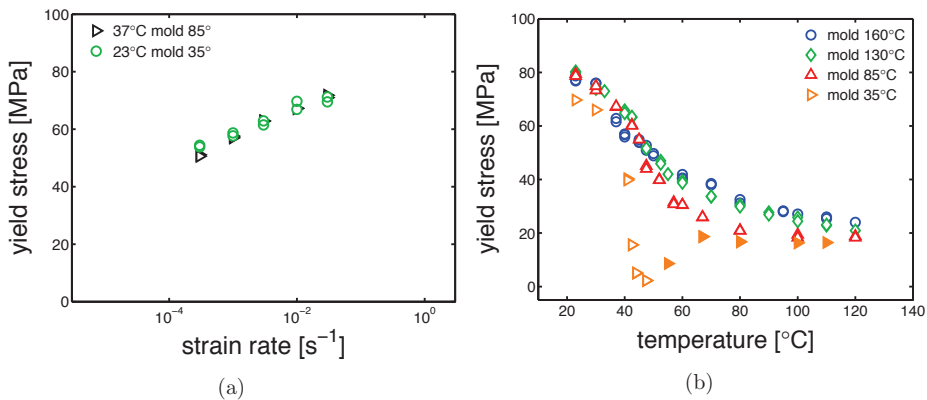 37°C mold 85°
23°C mold 35°
yield stress [MPa]
100
80
60
40
20
0
10⁻⁴
10⁻²
10⁰
strain rate [s⁻¹]
(a)
mold 160°C
mold 130°C
mold 85°C
mold 35°C
yield stress [MPa]
100
80
60
40
20
0
20
40
60
80
100
120
140
temperature [°C]
(b)